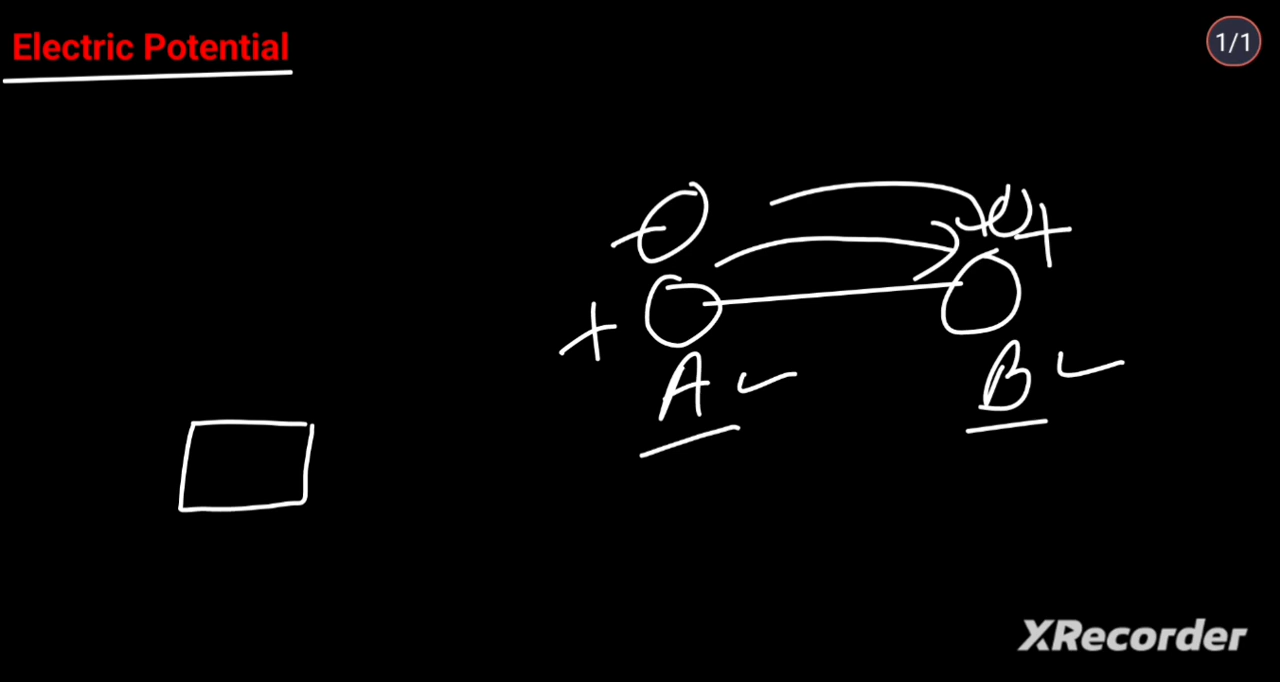 Electric Potential
1/1
+
+
A
B
XRecorder